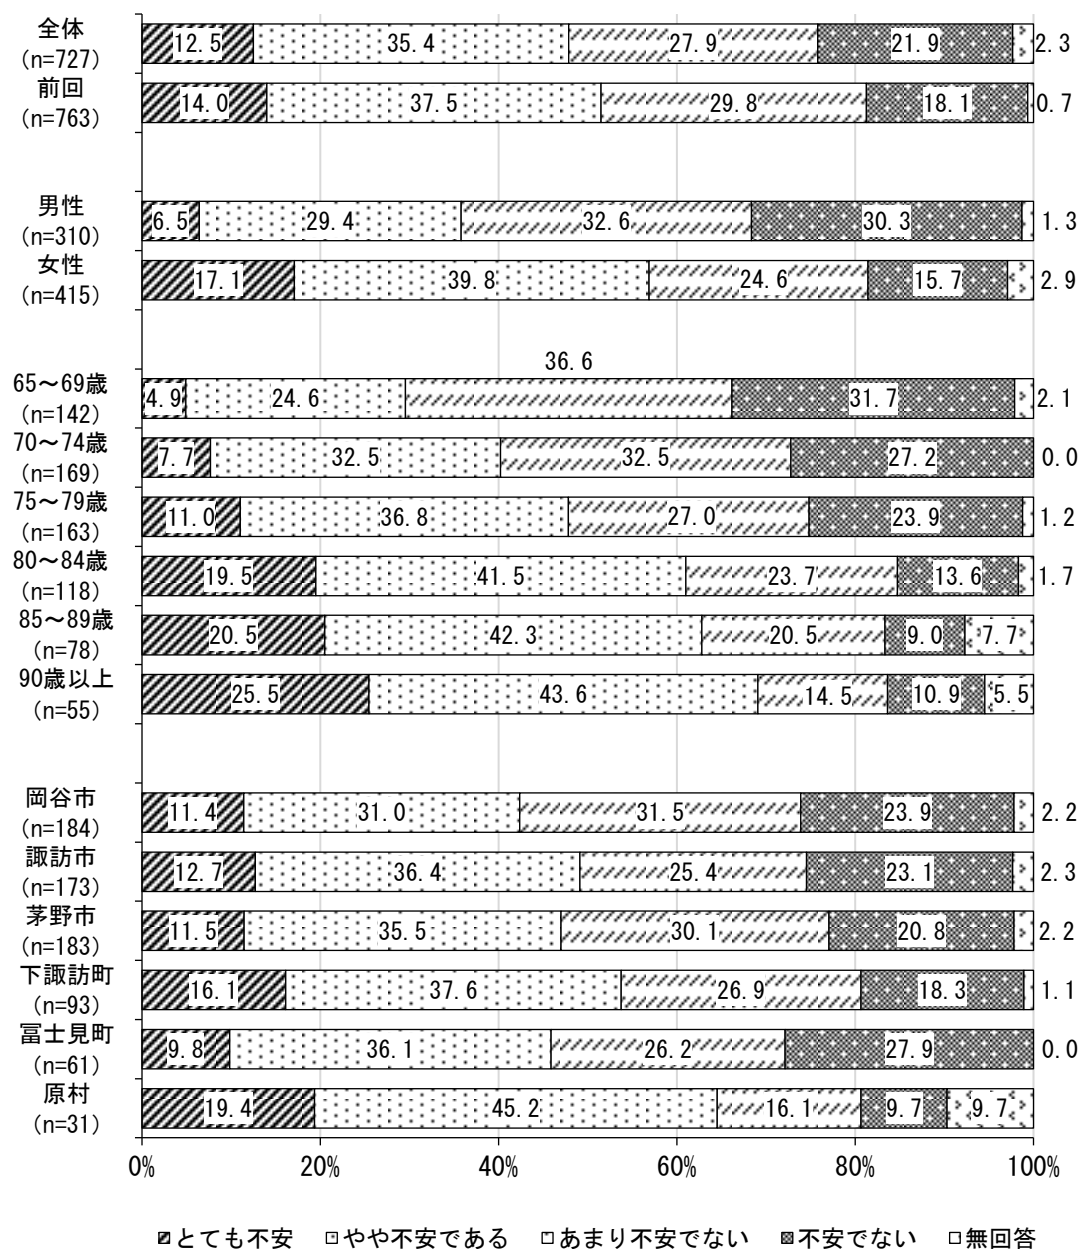 全体
(n=727)
12.5 35.4 27.9 21.9 2.3
前回
(n=763)
14.0 37.5 29.8 18.1 0.7
男性
(n=310)
6.5 29.4 32.6 30.3 1.3
女性
(n=415)
17.1 39.8 24.6 15.7 2.9
36.6
65～69歳
(n=142)
4.9 24.6 31.7 2.1
70～74歳
(n=169)
7.7 32.5 32.5 27.2 0.0
75～79歳
(n=163)
11.0 36.8 27.0 23.9 1.2
80～84歳
(n=118)
19.5 41.5 23.7 13.6 1.7
85～89歳
(n=78)
20.5 42.3 20.5 9.0 7.7
90歳以上
(n=55)
25.5 43.6 14.5 10.9 5.5
岡谷市
(n=184)
11.4 31.0 31.5 23.9 2.2
諏訪市
(n=173)
12.7 36.4 25.4 23.1 2.3
茅野市
(n=183)
11.5 35.5 30.1 20.8 2.2
下諏訪町
(n=93)
16.1 37.6 26.9 18.3 1.1
冨士見町
(n=61)
9.8 36.1 26.2 27.9 0.0
原村
(n=31)
19.4 45.2 16.1 9.7 9.7
0% 20% 40% 60% 80% 100%
とても不安 やや不安である あまり不安でない 不安でない 無回答